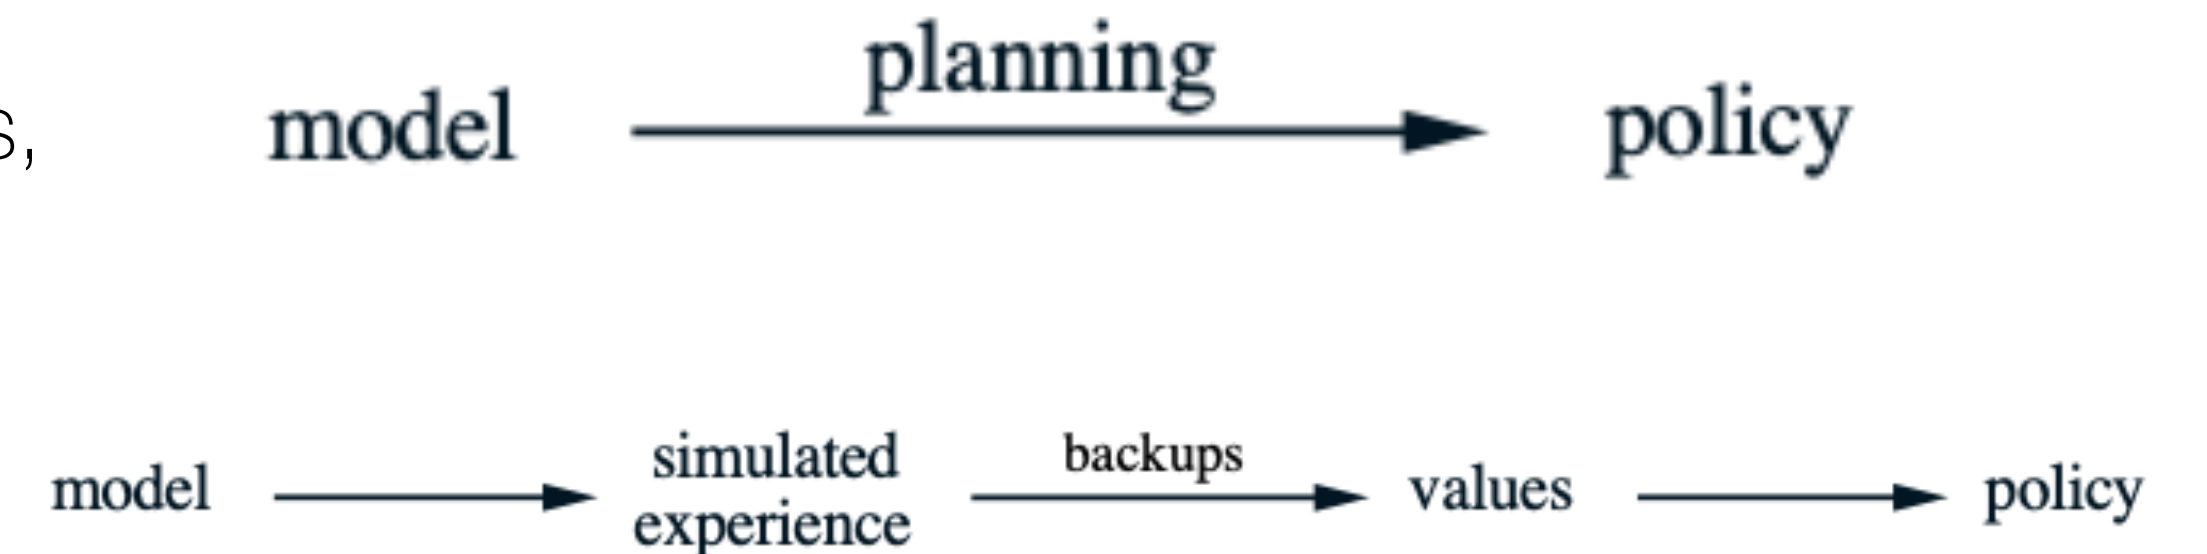 s,
planning
model
policy
simulated
backups
model
values
policy
experience